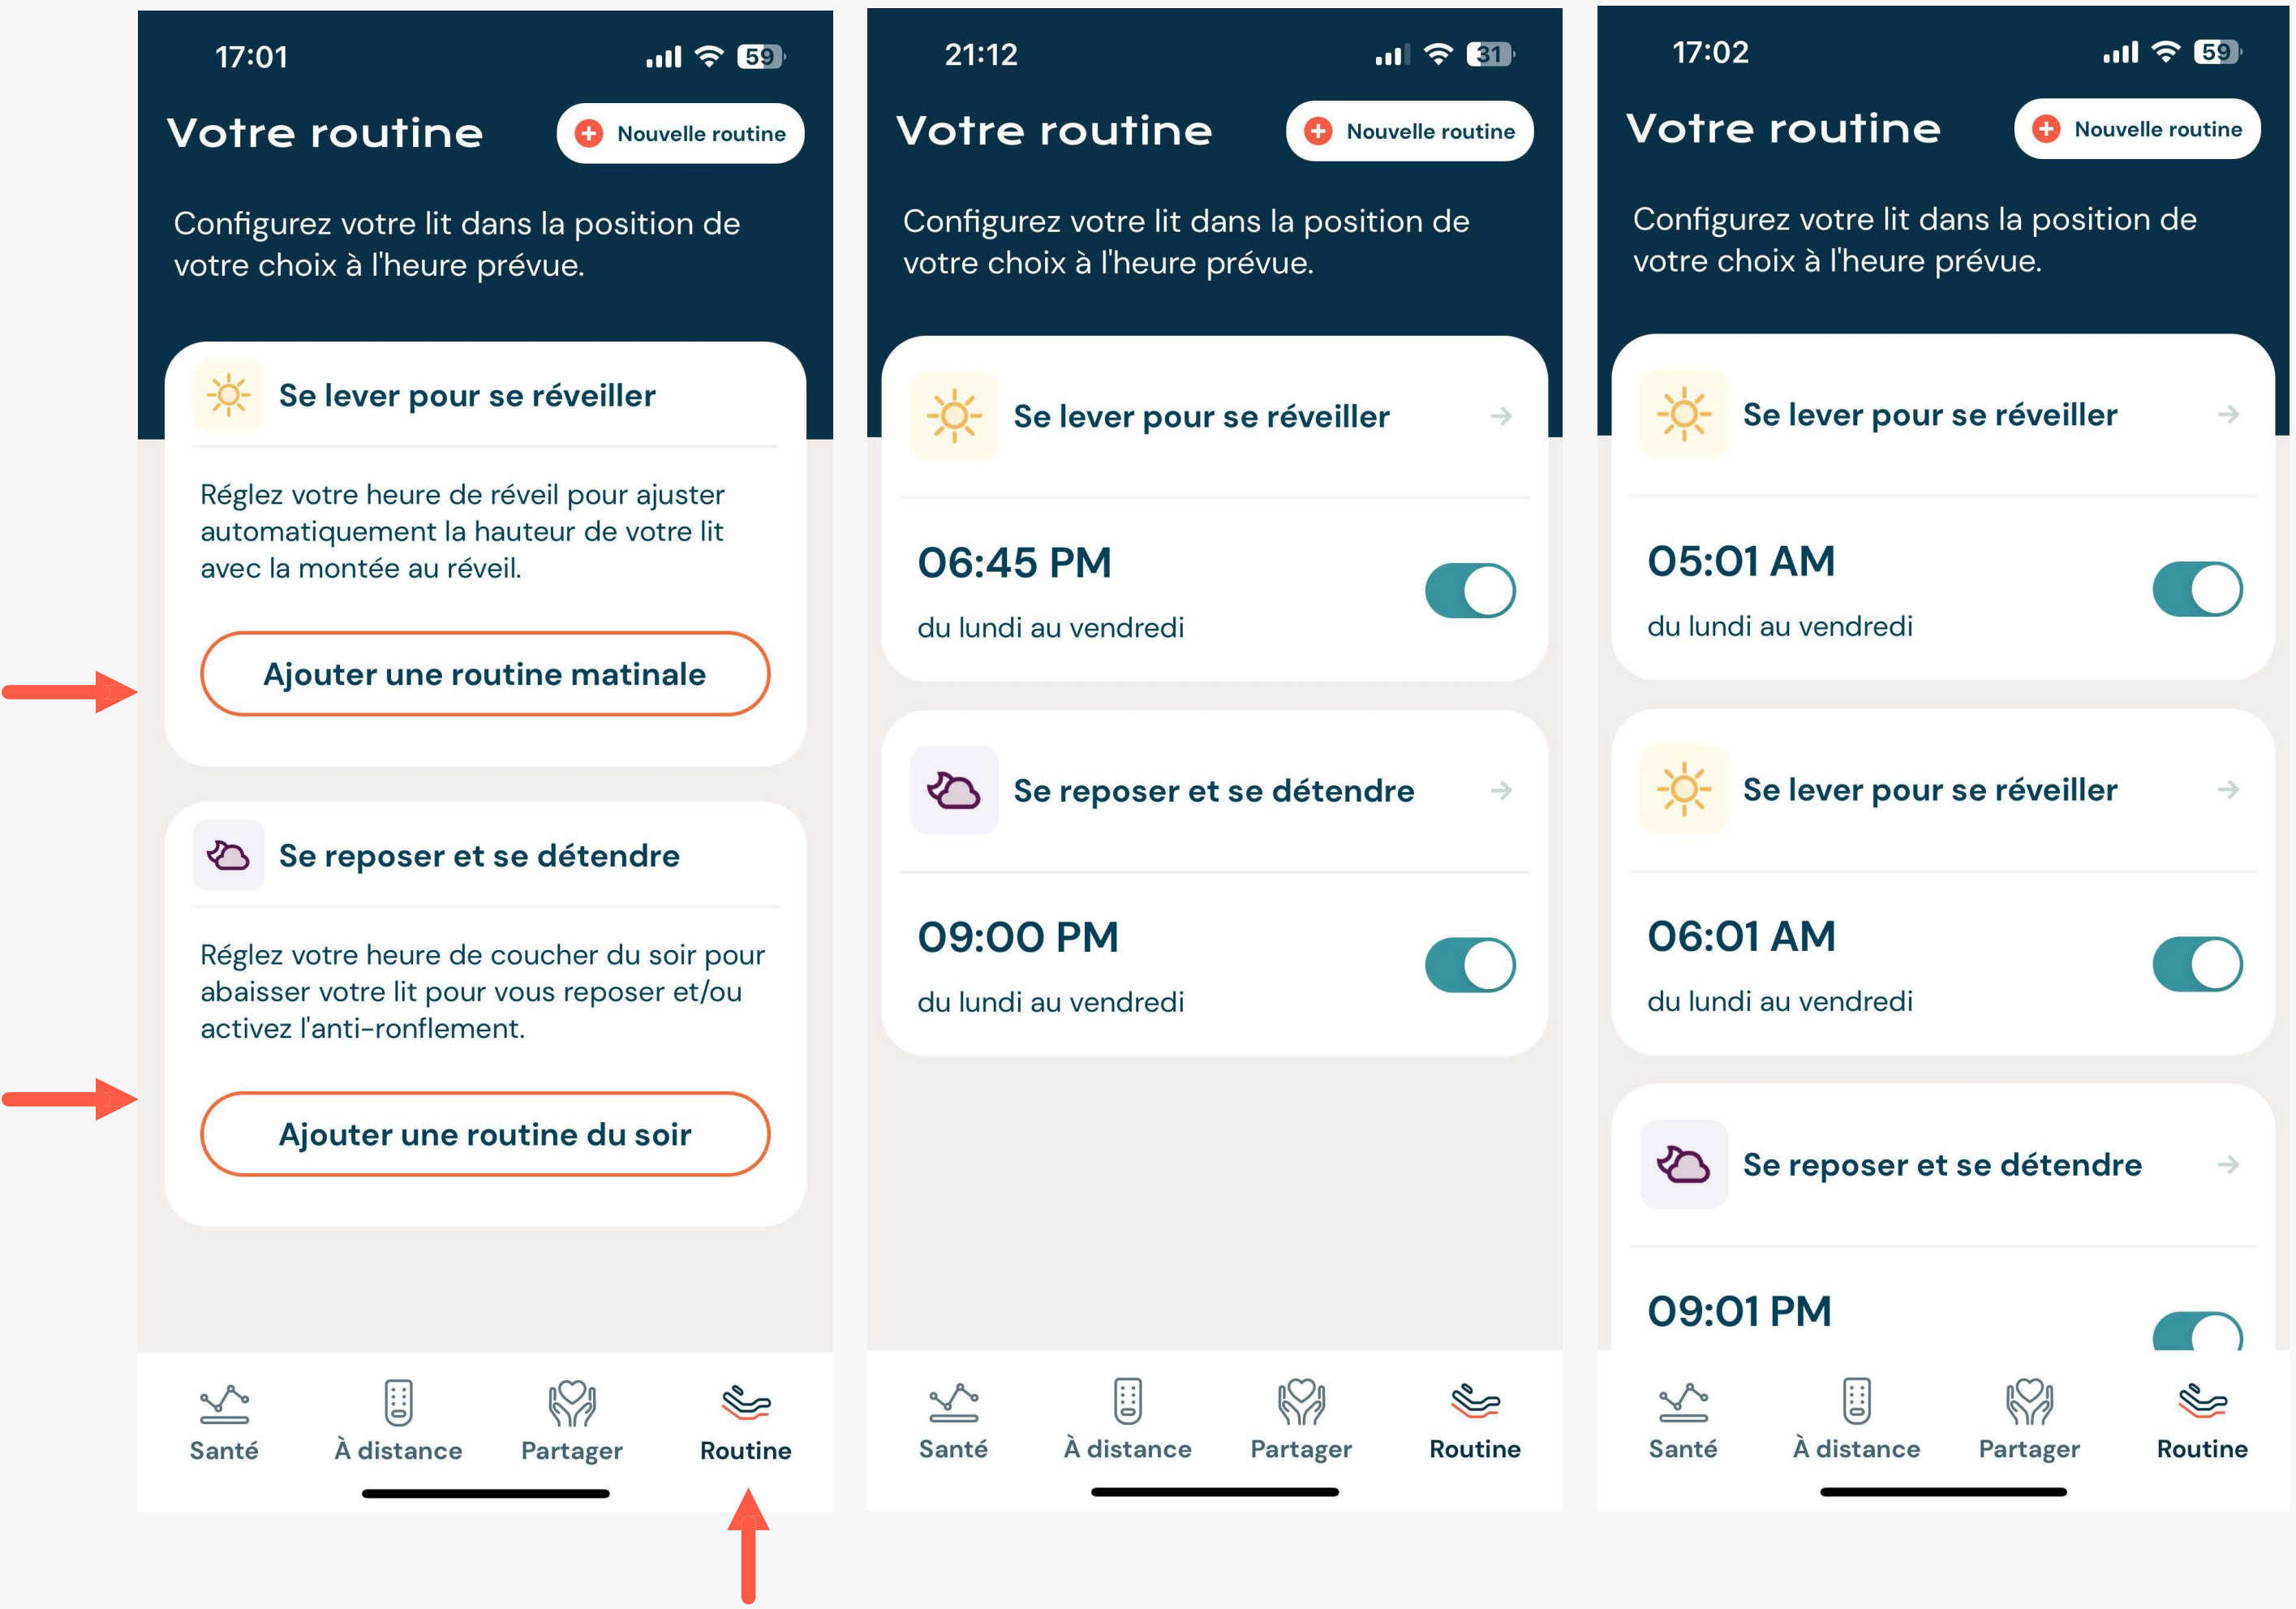 17:01
59
Votre routine
Nouvelle routine
Configurez votre lit dans la position de
votre choix à l'heure prévue.
Se lever pour se réveiller
Réglez votre heure de réveil pour ajuster
automatiquement la hauteur de votre lit
avec la montée au réveil.
Ajouter une routine matinale
Se reposer et se détendre
Réglez votre heure de coucher du soir pour
abaisser votre lit pour vous reposer et/ou
activez l'anti-ronflement.
Ajouter une routine du soir
Santé
À distance
Partager
Routine
21:12
31
Votre routine
Nouvelle routine
Configurez votre lit dans la position de
votre choix à l'heure prévue.
Se lever pour se réveiller
06:45 PM
du lundi au vendredi
Se reposer et se détendre
09:00 PM
du lundi au vendredi
Santé
À distance
Partager
Routine
17:02
59
Votre routine
Nouvelle routine
Configurez votre lit dans la position de
votre choix à l'heure prévue.
Se lever pour se réveiller
05:01 AM
du lundi au vendredi
Se lever pour se réveiller
06:01 AM
du lundi au vendredi
Se reposer et se détendre
09:01 PM
Santé
À distance
Partager
Routine